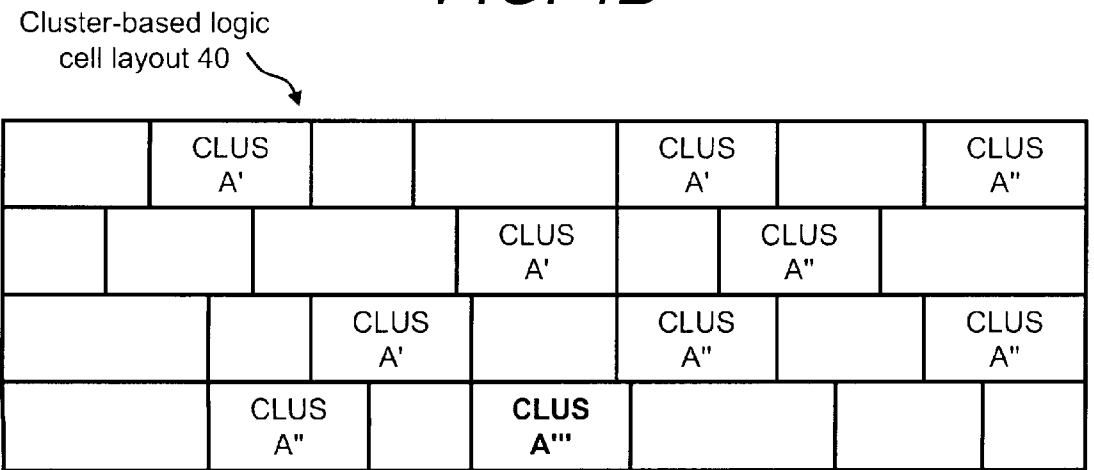 Cluster-based logic
cell layout 40
CLUS CLUS CLUS
A' A' A"
CLUS CLUS
A' A"
CLUS CLUS CLUS
A' A" A"
CLUS CLUS
A" A'"